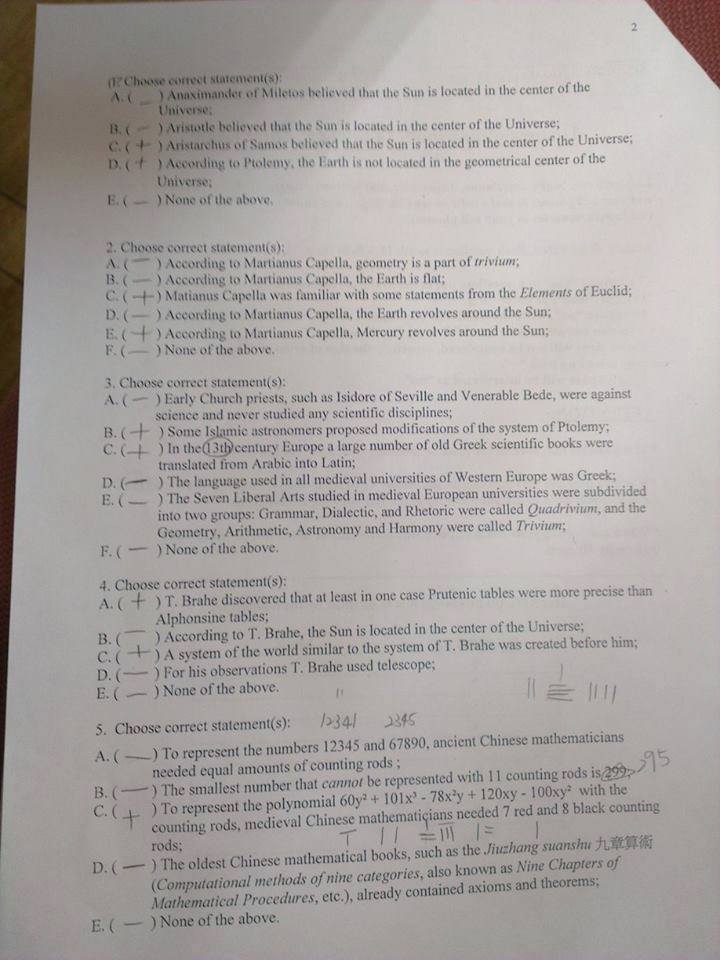 2
(1. Choose correct statement(s):
A. ( — ) Anaximander of Miletos believed that the Sun is located in the center of the
Universe;
B. ( — ) Aristotle believed that the Sun is located in the center of the Universe;
C. ( + ) Aristarchus of Samos believed that the Sun is located in the center of the Universe;
D. ( + ) According to Ptolemy, the Earth is not located in the geometrical center of the
Universe;
E. ( — ) None of the above.
2. Choose correct statement(s):
A. ( — ) According to Martianus Capella, geometry is a part of trivium;
B. ( — ) According to Martianus Capella, the Earth is flat;
C. ( + ) Matianus Capella was familiar with some statements from the Elements of Euclid;
D. ( — ) According to Martianus Capella, the Earth revolves around the Sun;
E. ( + ) According to Martianus Capella, Mercury revolves around the Sun;
F. ( — ) None of the above.
3. Choose correct statement(s):
A. ( — ) Early Church priests, such as Isidore of Seville and Venerable Bede, were against
science and never studied any scientific disciplines;
B. ( + ) Some Islamic astronomers proposed modifications of the system of Ptolemy;
C. ( + ) In the 13th century Europe a large number of old Greek scientific books were
translated from Arabic into Latin;
D. ( — ) The language used in all medieval universities of Western Europe was Greek;
E. ( — ) The Seven Liberal Arts studied in medieval European universities were subdivided
into two groups: Grammar, Dialectic, and Rhetoric were called Quadrivium, and the
Geometry, Arithmetic, Astronomy and Harmony were called Trivium;
F. ( — ) None of the above.
4. Choose correct statement(s):
A. ( + ) T. Brahe discovered that at least in one case Prutenic tables were more precise than
Alphonsine tables;
B. ( — ) According to T. Brahe, the Sun is located in the center of the Universe;
C. ( + ) A system of the world similar to the system of T. Brahe was created before him;
D. ( — ) For his observations T. Brahe used telescope;
E. ( — ) None of the above.
5. Choose correct statement(s): 12341 2345
A. ( — ) To represent the numbers 12345 and 67890, ancient Chinese mathematicians
needed equal amounts of counting rods ;
B. ( — ) The smallest number that cannot be represented with 11 counting rods is 299; 395
C. ( + ) To represent the polynomial 60y² + 101x³ - 78x²y + 120xy - 100xy² with the
counting rods, medieval Chinese mathematicians needed 7 red and 8 black counting
rods;
D. ( — ) The oldest Chinese mathematical books, such as the Jiuzhang suanshu 九章算術
(Computational methods of nine categories, also known as Nine Chapters of
Mathematical Procedures, etc.), already contained axioms and theorems;
E. ( — ) None of the above.